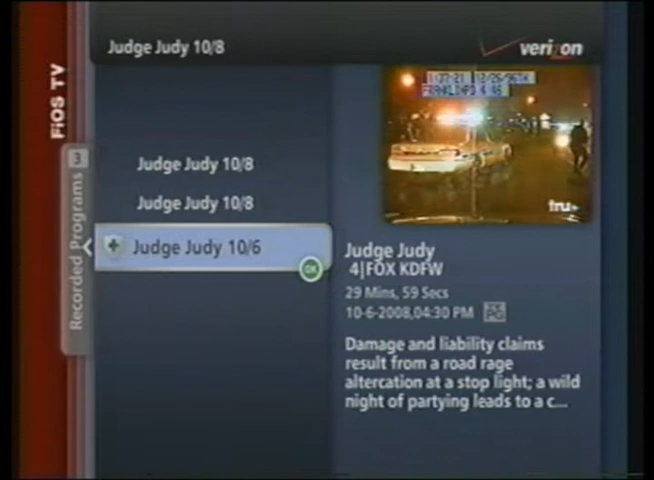 Judge Judy 10/8
verizon
FiOS TV
3
Recorded Programs
Judge Judy 10/8
Judge Judy 10/8
Judge Judy 10/6
OK
tru
Judge Judy
4|FOX KDFW
29 Mins, 59 Secs
10-6-2008,04:30 PM
PG
Damage and liability claims
result from a road rage
altercation at a stop light; a wild
night of partying leads to a c...